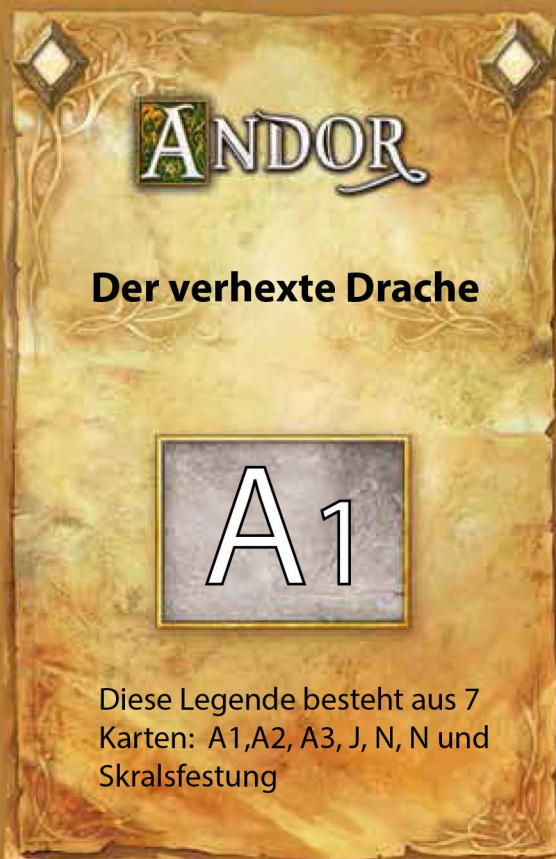 ANDOR
Der verhexte Drache
A1
Diese Legende besteht aus 7
Karten:  A1,A2, A3, J, N, N und
Skralsfestung